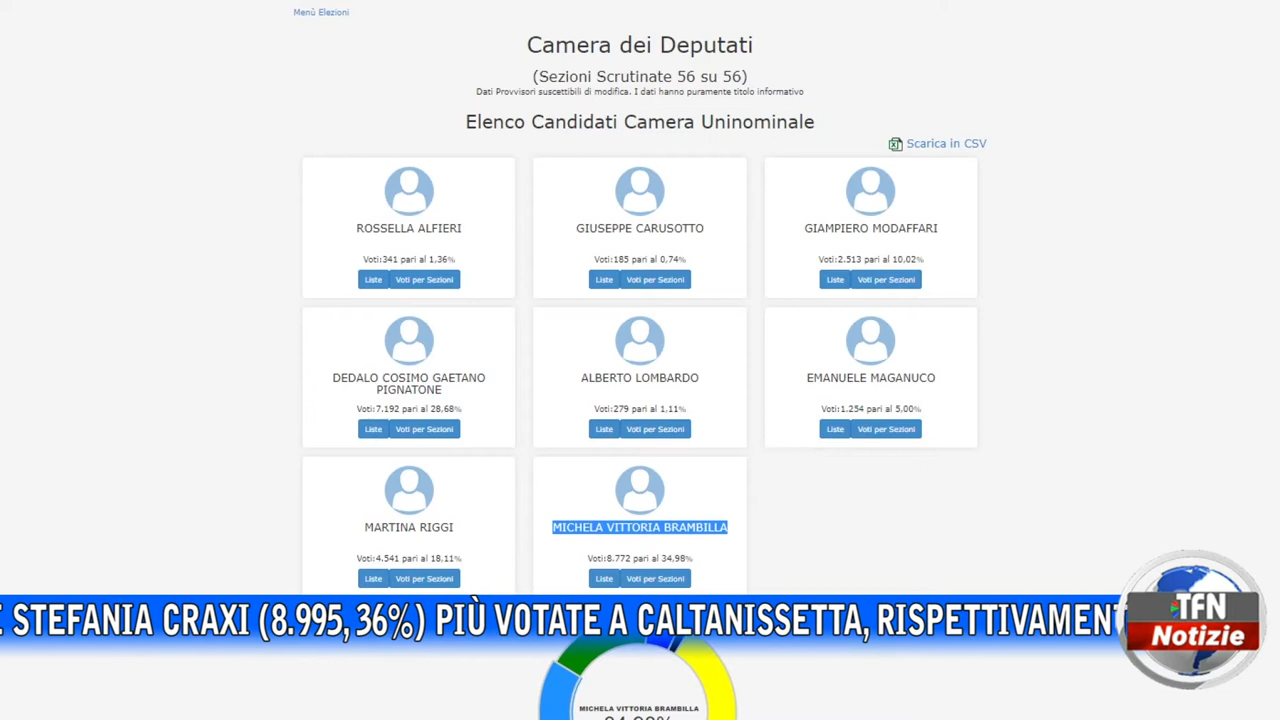 Menù Elezioni
Camera dei Deputati
(Sezioni Scrutinate 56 su 56)
Dati Provvisori suscettibili di modifica. I dati hanno puramente titolo informativo
Elenco Candidati Camera Uninominale
Scarica in CSV
ROSSELLA ALFIERI
Voti:341 pari al 1,36%
Liste Voti per Sezioni
GIUSEPPE CARUSOTTO
Voti:185 pari al 0,74%
Liste Voti per Sezioni
GIAMPIERO MODAFFARI
Voti:2.513 pari al 10,02%
Liste Voti per Sezioni
DEDALO COSIMO GAETANO
PIGNATONE
Voti:7.192 pari al 28,68%
Liste Voti per Sezioni
ALBERTO LOMBARDO
Voti:279 pari al 1,11%
Liste Voti per Sezioni
EMANUELE MAGANUCO
Voti:1.254 pari al 5,00%
Liste Voti per Sezioni
MARTINA RIGGI
Voti:4.541 pari al 18,11%
Liste Voti per Sezioni
MICHELA VITTORIA BRAMBILLA
Voti:8.772 pari al 34,98%
Liste Voti per Sezioni
E STEFANIA CRAXI (8.995, 36%) PIÙ VOTATE A CALTANISSETTA, RISPETTIVAMENT
TFN
Notizie
MICHELA VITTORIA BRAMBILLA